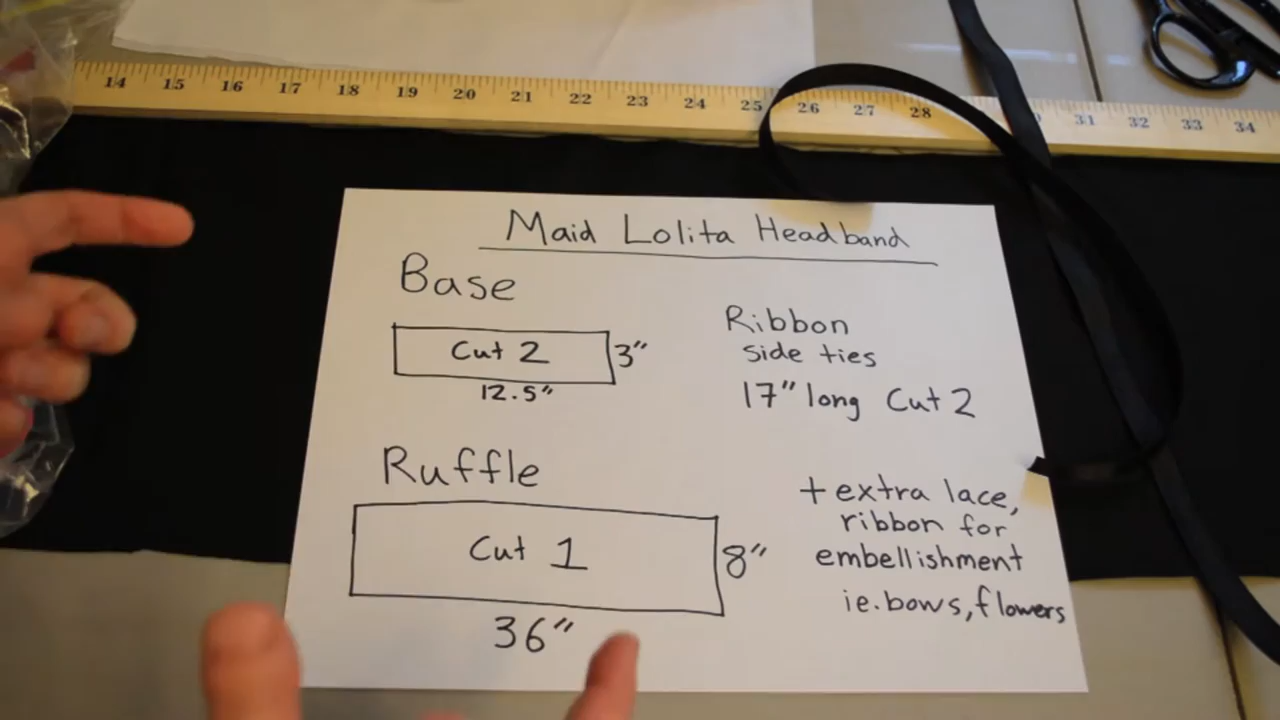 14 15 16 17 18 19 20 21 22 23 24 25 26 27 28 31 32 33 34
Maid Lolita Headband
Base
Cut 2
3"
12.5"
Ribbon
side ties
17" long Cut 2
Ruffle
Cut 1
8"
36"
+ extra lace,
ribbon for
embellishment
ie. bows, flowers